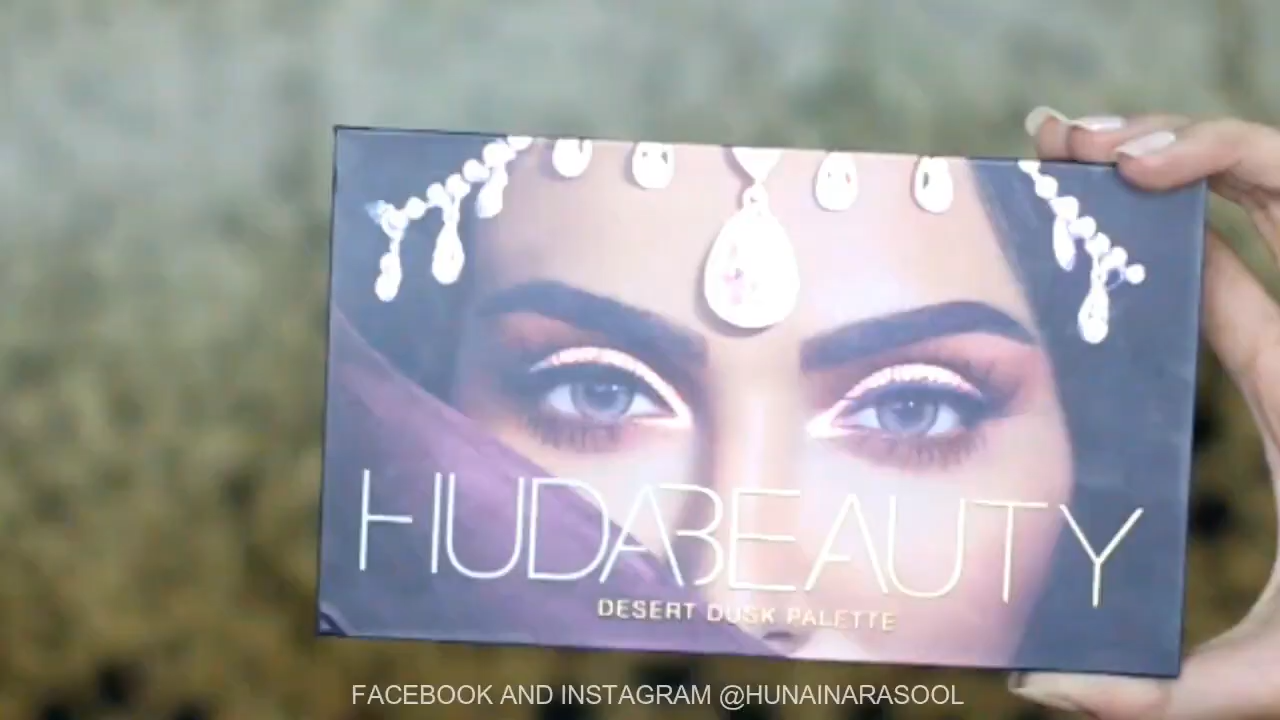 HUDABEAUTY
DESERT DUSK PALETTE
FACEBOOK AND INSTAGRAM @HUNAINARASOOL